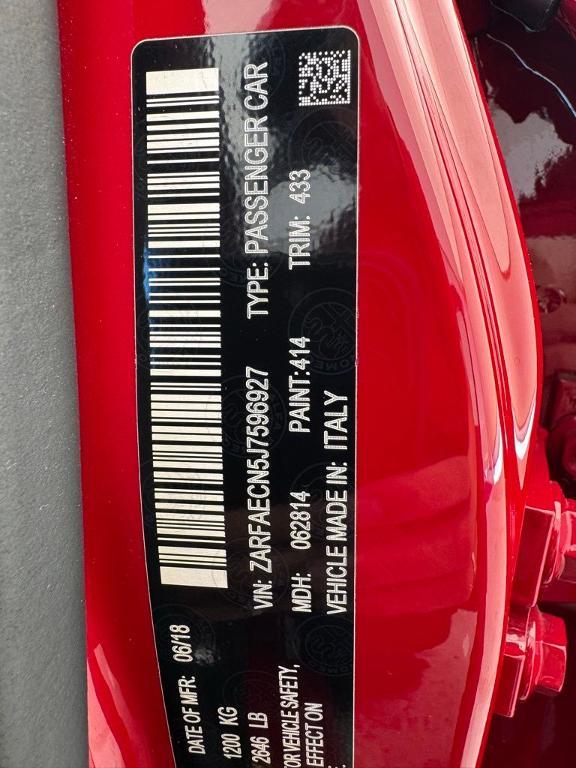 DATE OF MFR: 06/18
1200 KG
2646 LB
OR VEHICLE SAFETY,
EFFECT ON
VIN: ZARFAECN5J7596927 TYPE: PASSENGER CAR
MDH: 062814 PAINT:414 TRIM: 433
VEHICLE MADE IN: ITALY